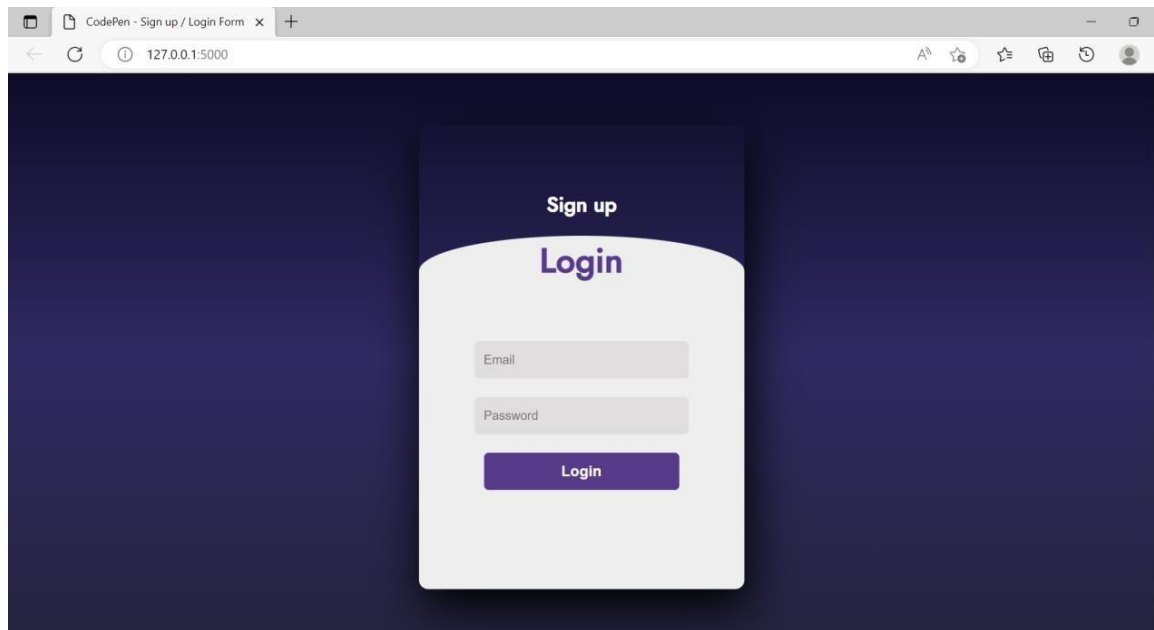 CodePen - Sign up / Login Form
127.0.0.1:5000
Sign up
Login
Email
Password
Login